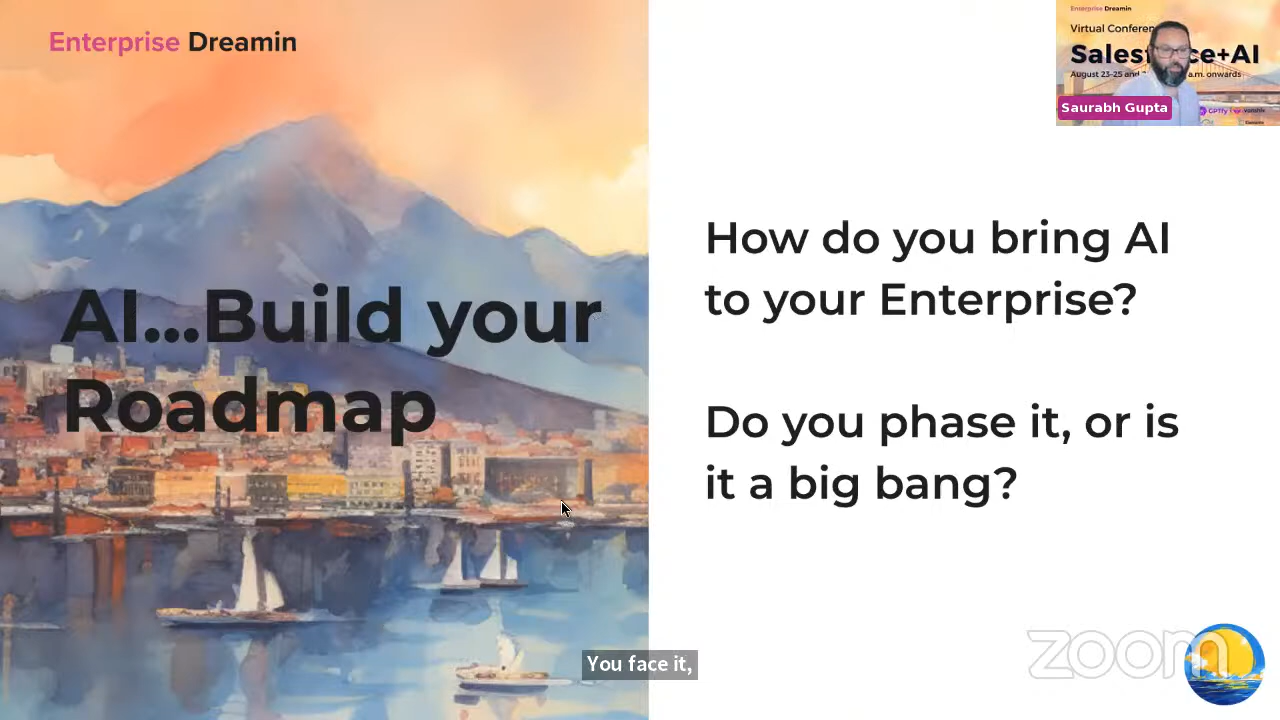 Enterprise Dreamin
AI...Build your
Roadmap
How do you bring AI
to your Enterprise?
Do you phase it, or is
it a big bang?
Enterprise Dreamin
Virtual
Salesforce+AI
August 23-25 and
a.m. onwards
GPTfy
Saurabh Gupta
You face it,
zoom